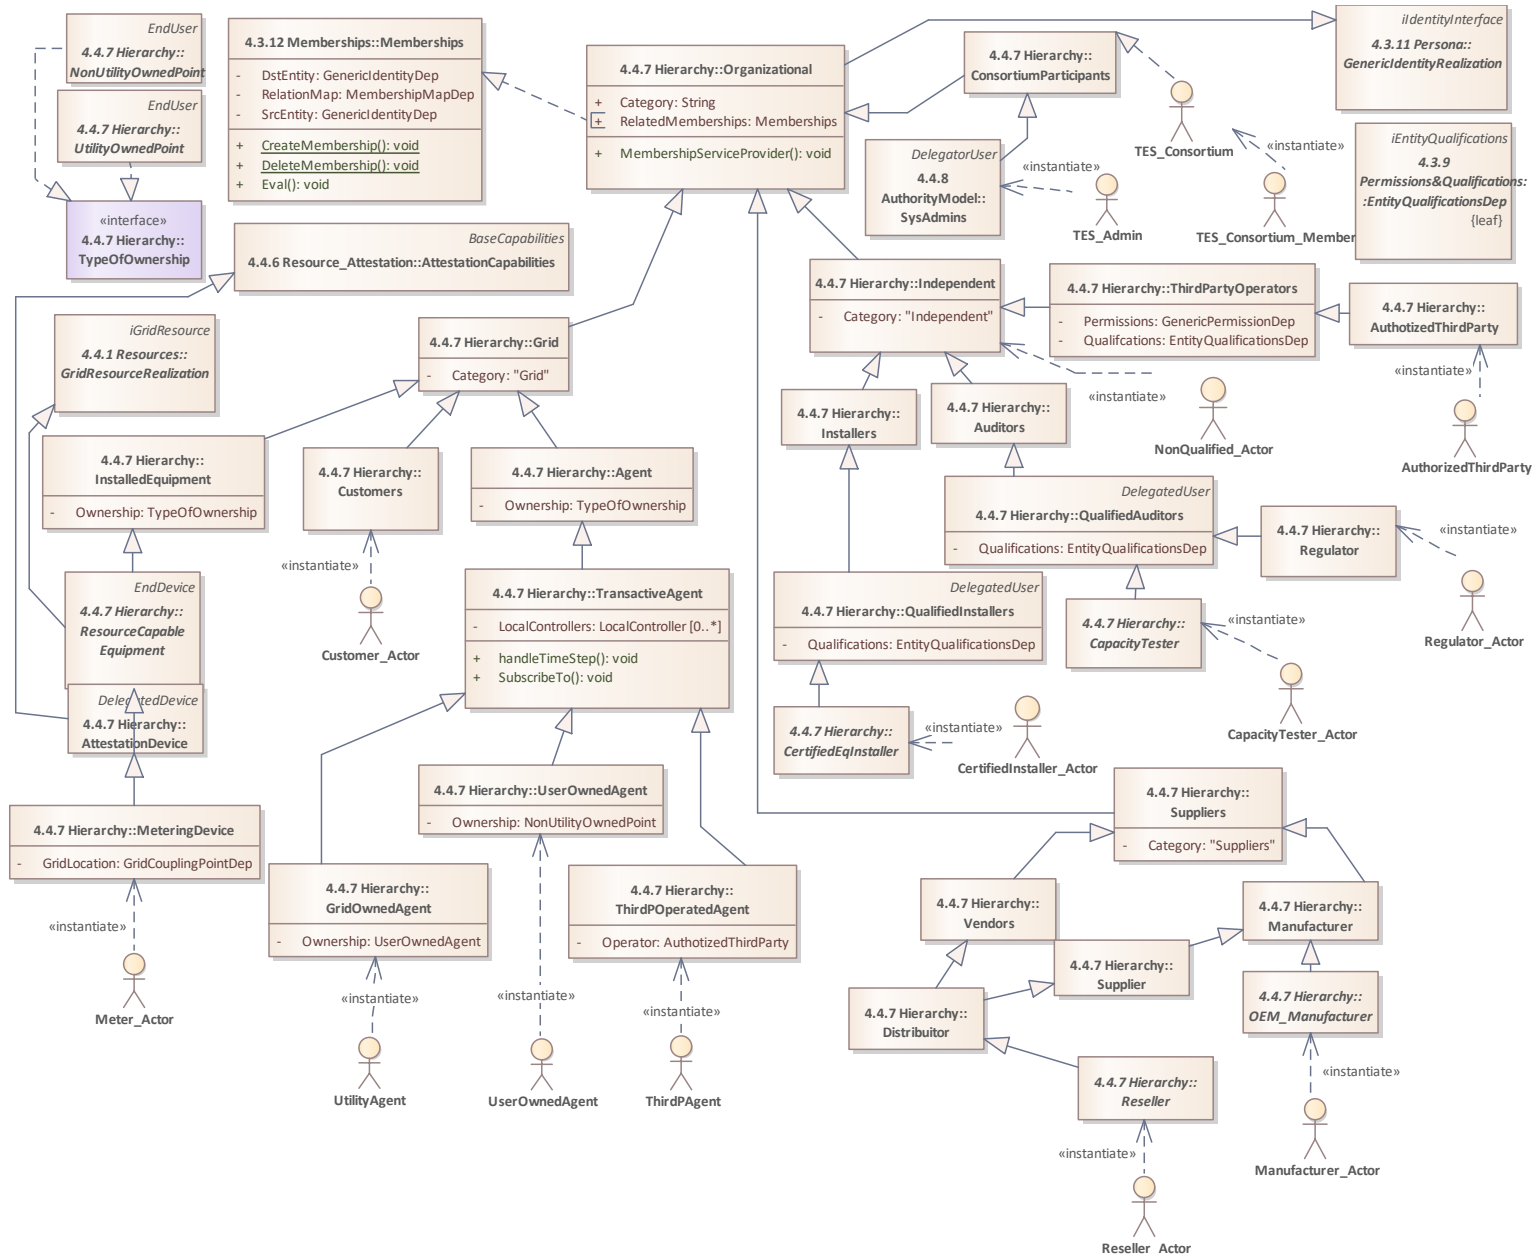 EndUser
4.4.7 Hierarchy::
NonUtilityOwnedPoint
EndUser
4.4.7 Hierarchy::
UtilityOwnedPoint
«interface»
4.4.7 Hierarchy::
TypeOfOwnership
4.3.12 Memberships::Memberships
- DstEntity: GenericIdentityDep
- RelationMap: MembershipMapDep
- SrcEntity: GenericIdentityDep
+ CreateMembership(): void
+ DeleteMembership(): void
+ Eval(): void
4.4.7 Hierarchy::Organizational
+ Category: String
+ RelatedMemberships: Memberships
+ MembershipServiceProvider(): void
4.4.7 Hierarchy::
ConsortiumParticipants
iIdentityInterface
4.3.11 Persona::
GenericIdentityRealization
TES_Consortium
DelegatorUser
4.4.8
AuthorityModel::
SysAdmins
«instantiate»
TES_Admin
«instantiate»
TES_Consortium_Member
iEntityQualifications
4.3.9
Permissions&Qualifications:
:EntityQualificationsDep
{leaf}
BaseCapabilities
4.4.6 Resource_Attestation::AttestationCapabilities
iGridResource
4.4.1 Resources::
GridResourceRealization
4.4.7 Hierarchy::Grid
- Category: "Grid"
4.4.7 Hierarchy::Independent
- Category: "Independent"
4.4.7 Hierarchy::ThirdPartyOperators
- Permissions: GenericPermissionDep
- Qualifcations: EntityQualificationsDep
4.4.7 Hierarchy::
AuthotizedThirdParty
«instantiate»
AuthorizedThirdParty
«instantiate»
NonQualified_Actor
4.4.7 Hierarchy::
Installers
4.4.7 Hierarchy::
Auditors
4.4.7 Hierarchy::
InstalledEquipment
- Ownership: TypeOfOwnership
4.4.7 Hierarchy::
Customers
«instantiate»
Customer_Actor
4.4.7 Hierarchy::Agent
- Ownership: TypeOfOwnership
DelegatedUser
4.4.7 Hierarchy::QualifiedAuditors
- Qualifications: EntityQualificationsDep
4.4.7 Hierarchy::
Regulator
«instantiate»
Regulator_Actor
EndDevice
4.4.7 Hierarchy::
ResourceCapable
Equipment
4.4.7 Hierarchy::TransactiveAgent
- LocalControllers: LocalController [0..*]
+ handleTimeStep(): void
+ SubscribeTo(): void
DelegatedUser
4.4.7 Hierarchy::QualifiedInstallers
- Qualifications: EntityQualificationsDep
4.4.7 Hierarchy::
CapacityTester
«instantiate»
CapacityTester_Actor
DelegatedDevice
4.4.7 Hierarchy::
AttestationDevice
4.4.7 Hierarchy::
CertifiedEqInstaller
«instantiate»
CertifiedInstaller_Actor
4.4.7 Hierarchy::MeteringDevice
- GridLocation: GridCouplingPointDep
«instantiate»
Meter_Actor
4.4.7 Hierarchy::UserOwnedAgent
- Ownership: NonUtilityOwnedPoint
4.4.7 Hierarchy::
GridOwnedAgent
- Ownership: UserOwnedAgent
4.4.7 Hierarchy::
ThirdPOperatedAgent
- Operator: AuthotizedThirdParty
«instantiate»
UtilityAgent
«instantiate»
UserOwnedAgent
«instantiate»
ThirdPAgent
4.4.7 Hierarchy::
Suppliers
- Category: "Suppliers"
4.4.7 Hierarchy::
Vendors
4.4.7 Hierarchy::
Manufacturer
4.4.7 Hierarchy::
Supplier
4.4.7 Hierarchy::
Distribuitor
4.4.7 Hierarchy::
OEM_Manufacturer
4.4.7 Hierarchy::
Reseller
«instantiate»
Manufacturer_Actor
«instantiate»
Reseller_Actor